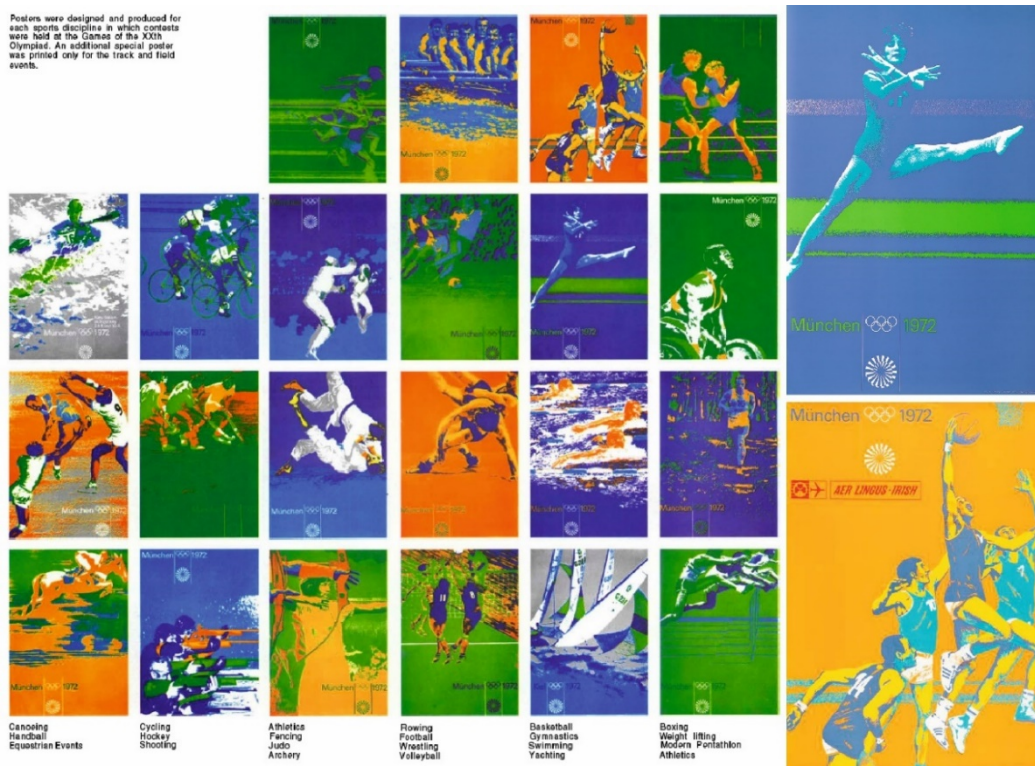 Posters were designed and produced for
each sports discipline in which contests
were held at the Games of the XXth
Olympiad. An additional special poster
was printed only for the track and field
events.
München 1972
München 1972
München 1972
München 1972
München 1972
München 1972
München 1972
München 1972
München 1972
München 1972
München 1972
München 1972
München 1972
München 1972
AER LINGUS·IRISH
Canoeing
Handball
Equestrian Events
Cycling
Hockey
Shooting
Athletics
Fencing
Judo
Archery
Rowing
Football
Wrestling
Volleyball
Basketball
Gymnastics
Swimming
Yachting
Boxing
Weight lifting
Modern Pentathlon
Athletics